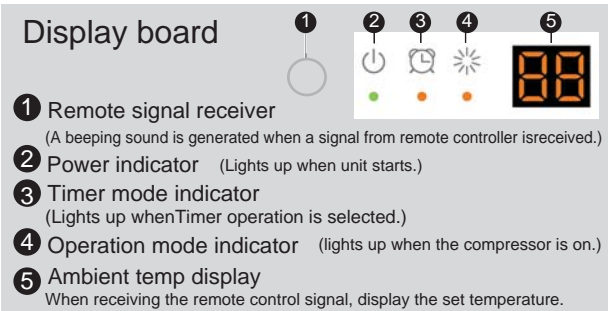 Display board
1 2 3 4 5
88
1 Remote signal receiver
(A beeping sound is generated when a signal from remote controller isreceived.)
2 Power indicator (Lights up when unit starts.)
3 Timer mode indicator
(Lights up whenTimer operation is selected.)
4 Operation mode indicator (lights up when the compressor is on.)
5 Ambient temp display
When receiving the remote control signal, display the set temperature.